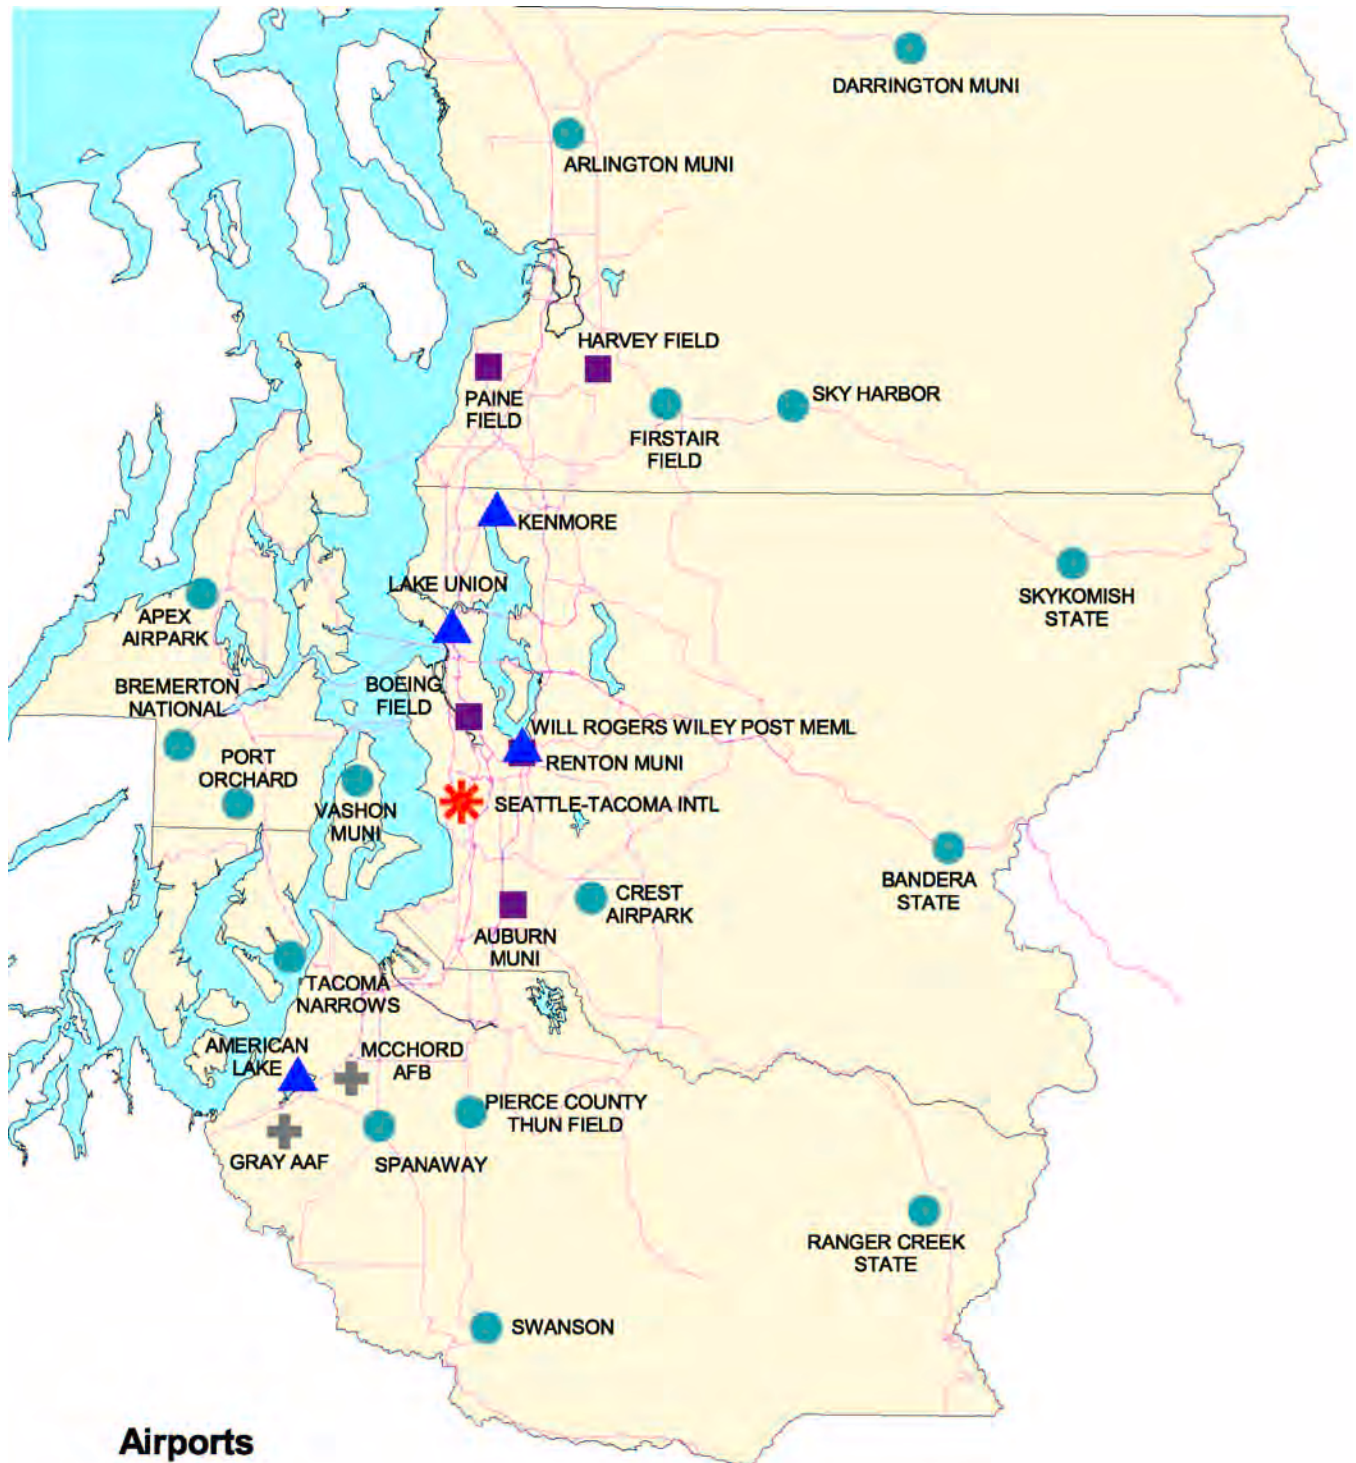 DARRINGTON MUNI
ARLINGTON MUNI
HARVEY FIELD
PAINE
FIELD
SKY HARBOR
FIRSTAIR
FIELD
KENMORE
LAKE UNION
SKYKOMISH
STATE
APEX
AIRPARK
BREMERTON
NATIONAL
BOEING
FIELD
WILL ROGERS WILEY POST MEML
RENTON MUNI
PORT
ORCHARD
VASHON
MUNI
SEATTLE-TACOMA INTL
BANDERA
STATE
CREST
AIRPARK
AUBURN
MUNI
TACOMA
NARROWS
AMERICAN
LAKE
MCCHORD
AFB
PIERCE COUNTY
THUN FIELD
GRAY AAF
SPANAWAY
RANGER CREEK
STATE
SWANSON
Airports